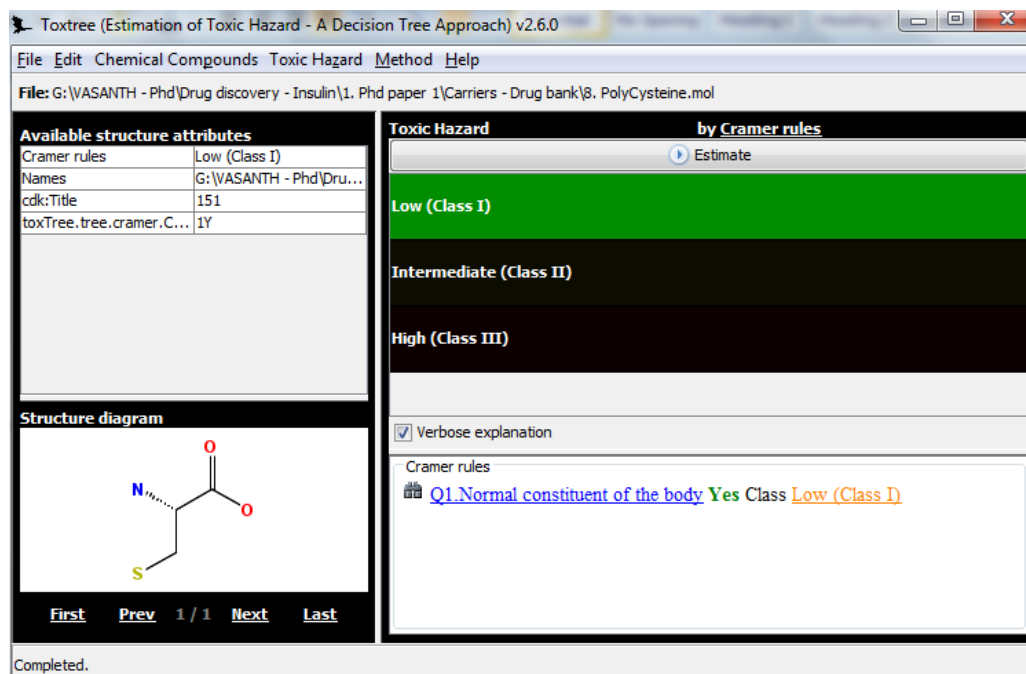 Toxtree (Estimation of Toxic Hazard - A Decision Tree Approach) v2.6.0
File Edit Chemical Compounds Toxic Hazard Method Help
File: G:\VASANTH - Phd\Drug discovery - Insulin\1. Phd paper 1\Carriers - Drug bank\8. PolyCysteine.mol
Available structure attributes
Cramer rules Low (Class I)
Names G:\VASANTH - Phd\Dru...
cdk:Title 151
toxTree.tree.cramer.C... 1Y
Structure diagram
O
N
O
S
First Prev 1 / 1 Next Last
Toxic Hazard by Cramer rules
Estimate
Low (Class I)
Intermediate (Class II)
High (Class III)
Verbose explanation
Cramer rules
Q1.Normal constituent of the body Yes Class Low (Class I)
Completed.